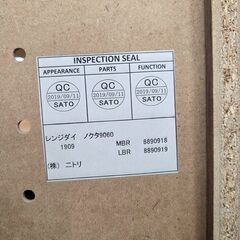 INSPECTION SEAL
APPEARANCE PARTS FUNCTION
QC QC QC
2019/09/11 2019/09/11 2019/09/11
SATO SATO SATO
レンジダイ ノクタ9060
1909 MBR 8890918
LBR 8890919
(株) ニトリ